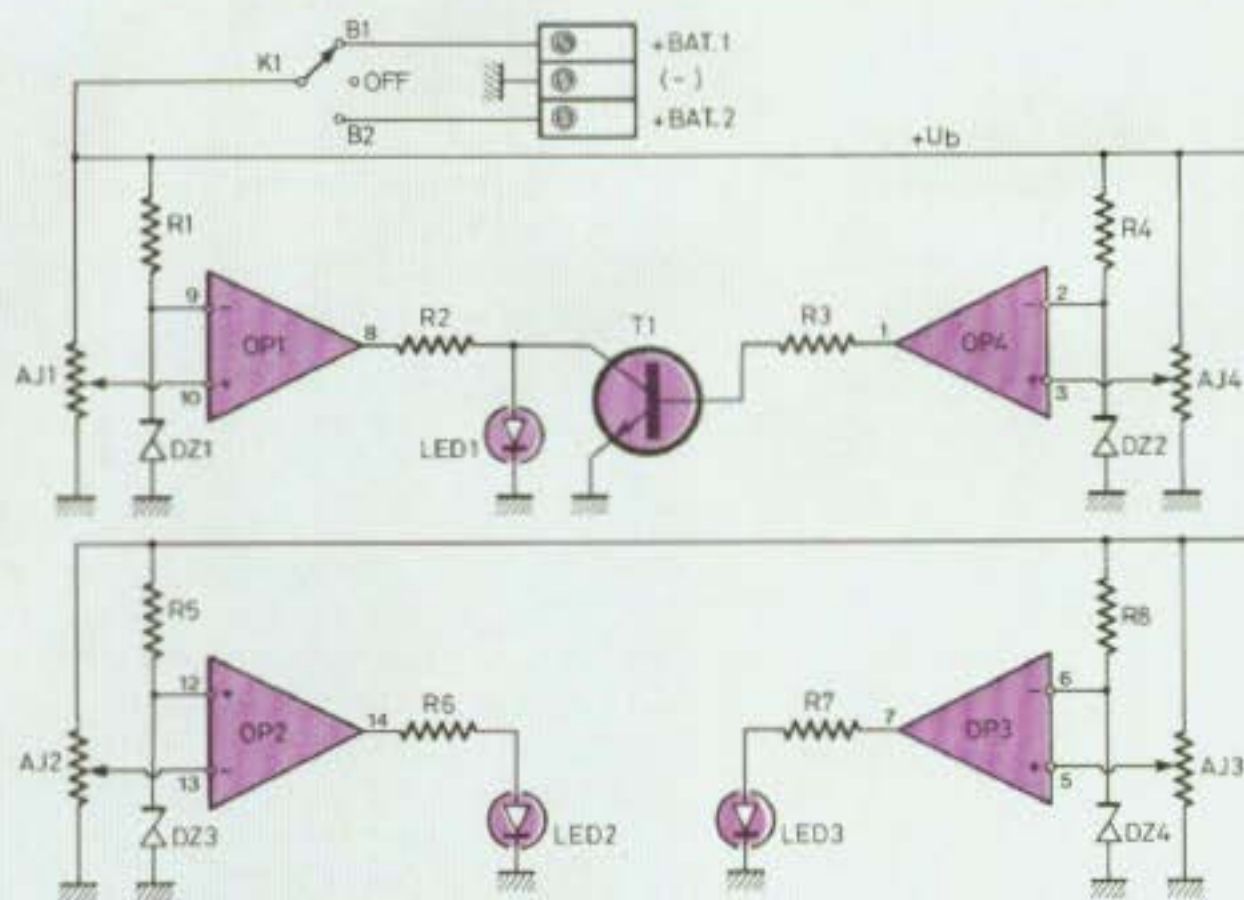 B1
+BAT.1
K1
OFF
(-)
B2
+BAT.2
+Ub
R1
R4
9
-
2
-
R2
T1
R3
OP1
8
1
OP4
AJ1
+
10
+
3
AJ4
DZ1
LED1
DZ2
R5
R8
12
+
6
-
R6
R7
OP2
14
7
OP3
AJ2
-
13
+
5
AJ3
DZ3
LED2
LED3
DZ4